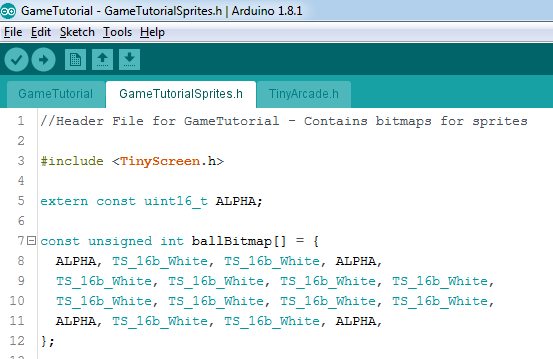 GameTutorial - GameTutorialSprites.h | Arduino 1.8.1
File Edit Sketch Tools Help
GameTutorial GameTutorialSprites.h TinyArcade.h
1 //Header File for GameTutorial - Contains bitmaps for sprites
2
3 #include <TinyScreen.h>
4
5 extern const uint16_t ALPHA;
6
7 const unsigned int ballBitmap[] = {
8 ALPHA, TS_16b_White, TS_16b_White, ALPHA,
9 TS_16b_White, TS_16b_White, TS_16b_White, TS_16b_White,
10 TS_16b_White, TS_16b_White, TS_16b_White, TS_16b_White,
11 ALPHA, TS_16b_White, TS_16b_White, ALPHA,
12 };